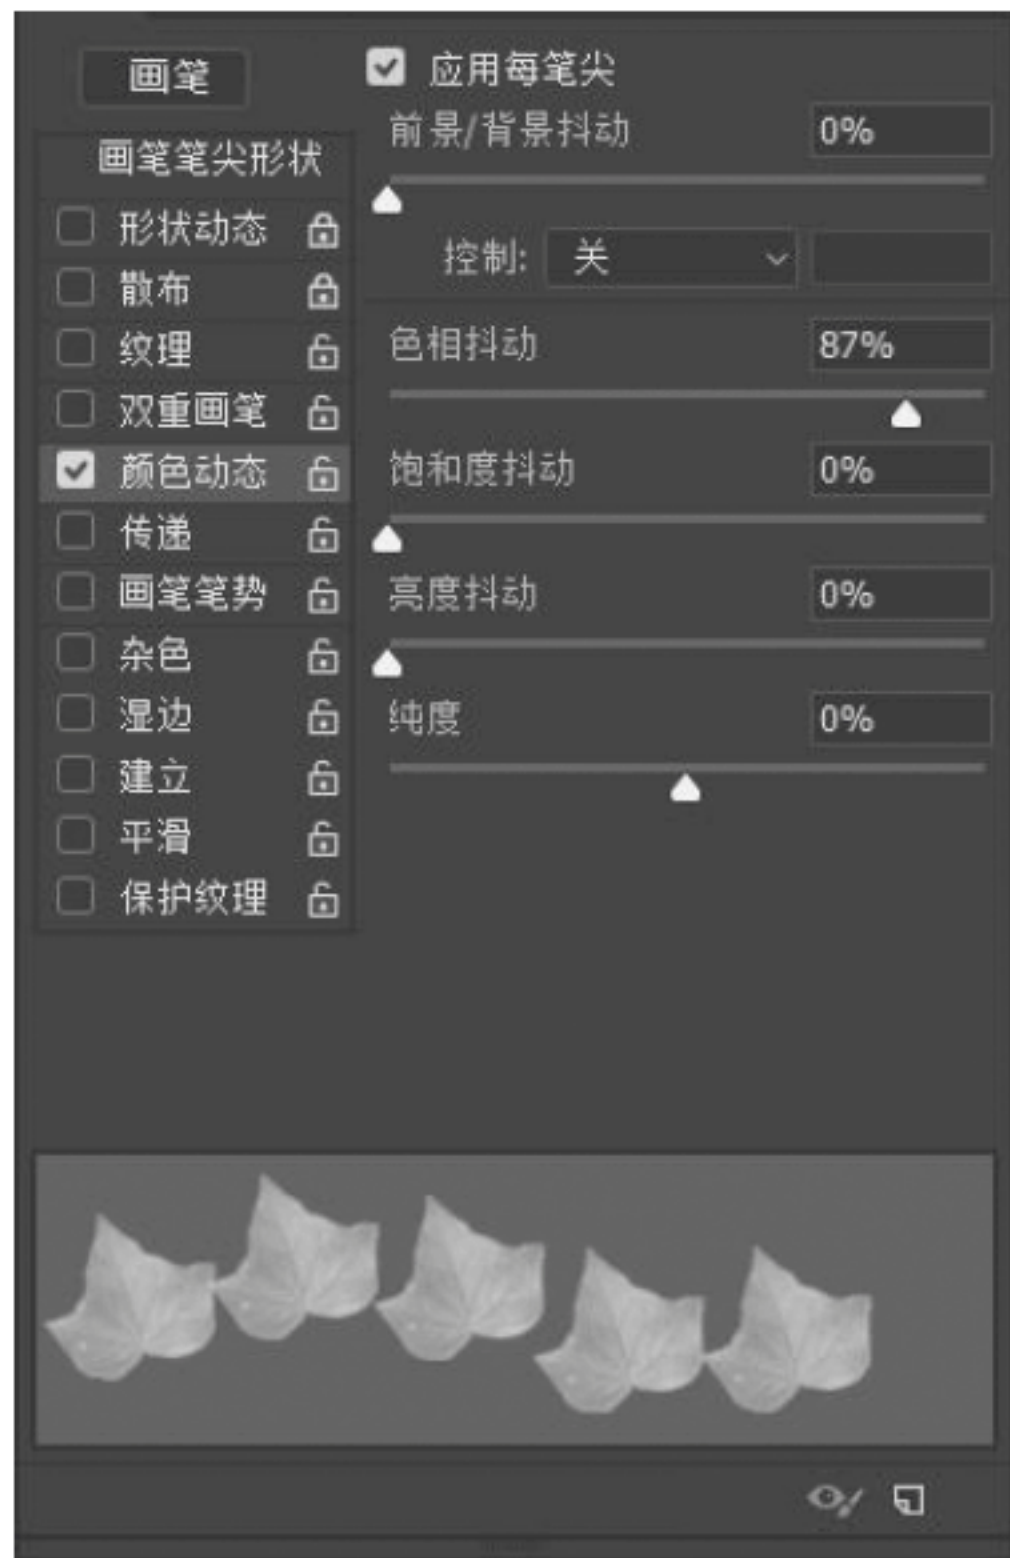 画笔
应用每笔尖
画笔笔尖形状
形状动态
散布
纹理
双重画笔
颜色动态
传递
画笔笔势
杂色
湿边
建立
平滑
保护纹理
前景/背景抖动 0%
控制: 关
色相抖动 87%
饱和度抖动 0%
亮度抖动 0%
纯度 0%